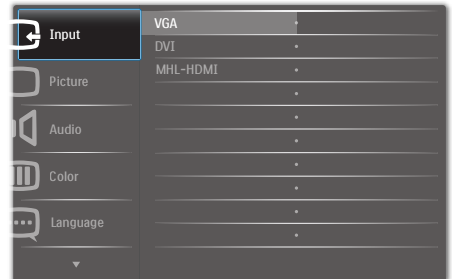 Input
Picture
Audio
Color
Language
VGA
DVI
MHL-HDMI